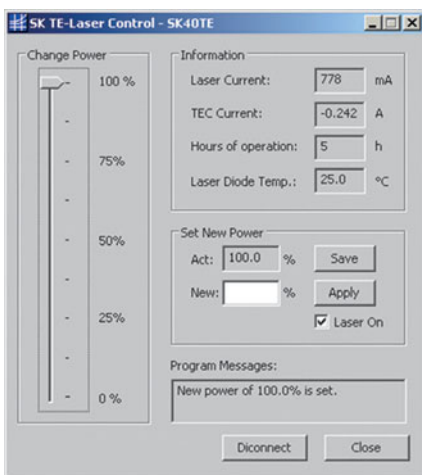 SK TE-Laser Control - SK40TE
Change Power
100 %
75%
50%
25%
0 %
Information
Laser Current: 778 mA
TEC Current: -0.242 A
Hours of operation: 5 h
Laser Diode Temp.: 25.0 °C
Set New Power
Act: 100.0 % Save
New: % Apply
Laser On
Program Messages:
New power of 100.0% is set.
Diconnect Close